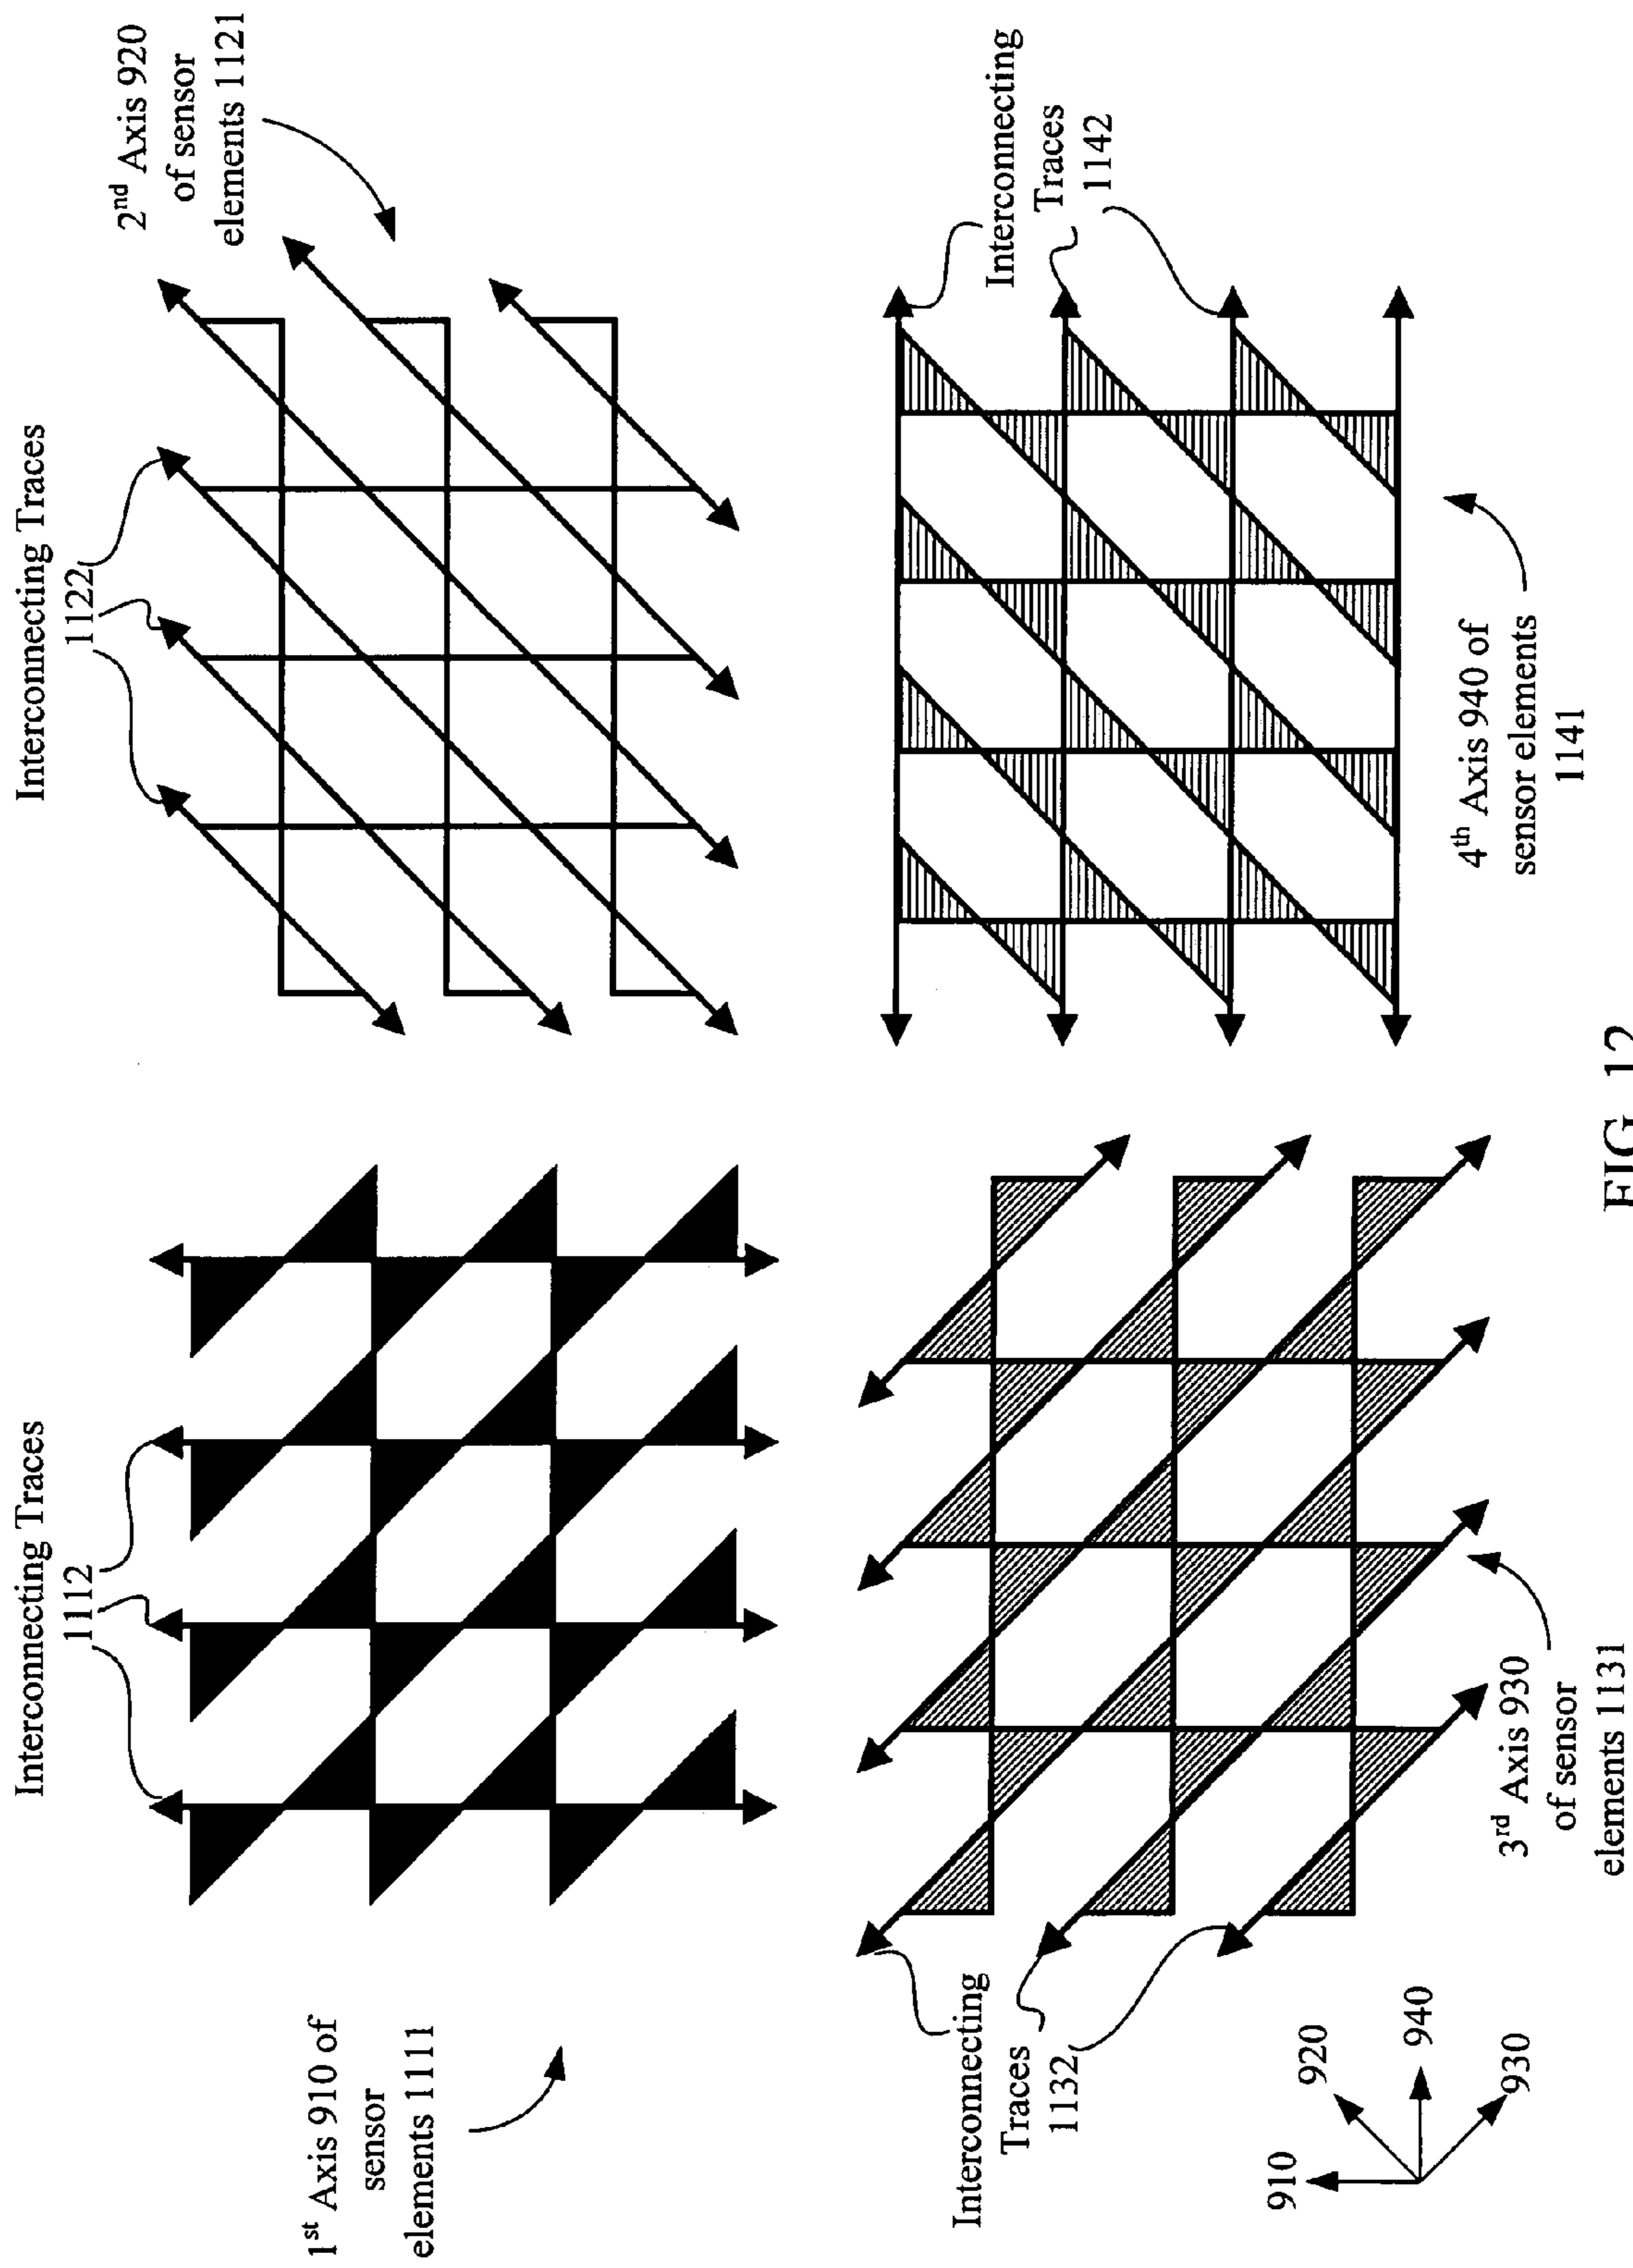 Interconnecting Traces
1112
1st Axis 910 of
sensor
elements 1111
Interconnecting Traces
1122
2nd Axis 920
of sensor
elements 1121
Interconnecting
Traces
1132
3rd Axis 930
of sensor
elements 1131
Interconnecting
Traces
1142
4th Axis 940 of
sensor elements
1141
910
920
940
930
FIG. 12